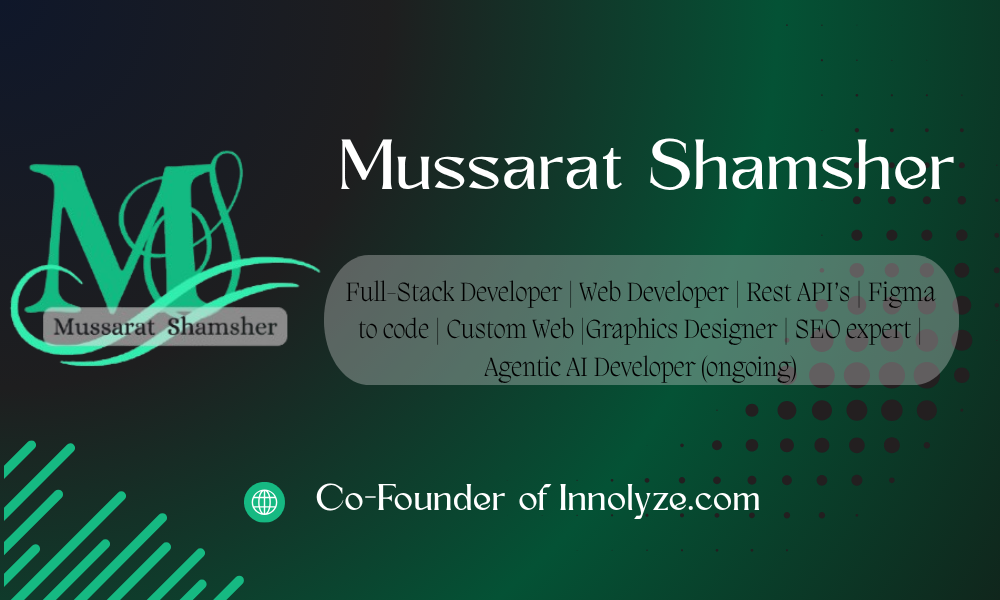 Mussarat Shamsher
MS
Mussarat Shamsher
Full-Stack Developer | Web Developer | Rest API's | Figma
to code | Custom Web |Graphics Designer | SEO expert |
Agentic AI Developer (ongoing)
Co-Founder of Innolyze.com